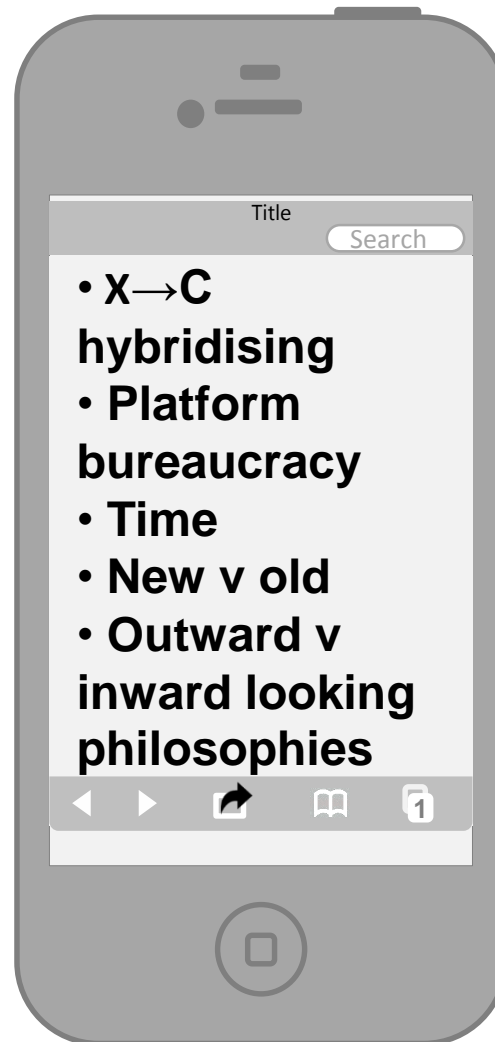 Title
Search
• X→C
hybridising
• Platform
bureaucracy
• Time
• New v old
• Outward v
inward looking
philosophies
1